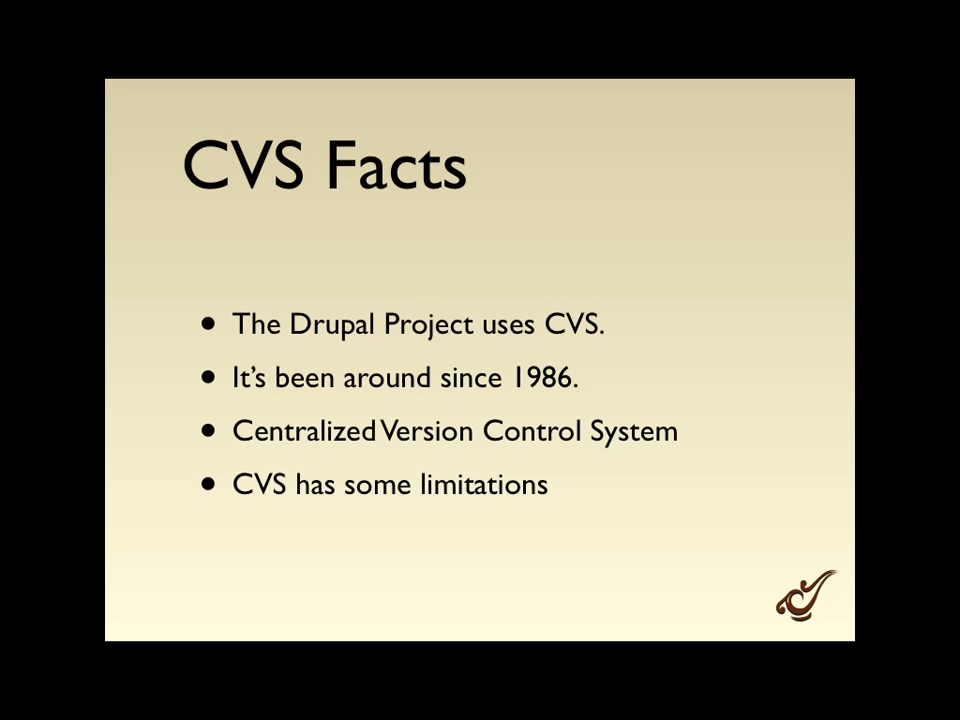 CVS Facts
• The Drupal Project uses CVS.
• It’s been around since 1986.
• Centralized Version Control System
• CVS has some limitations